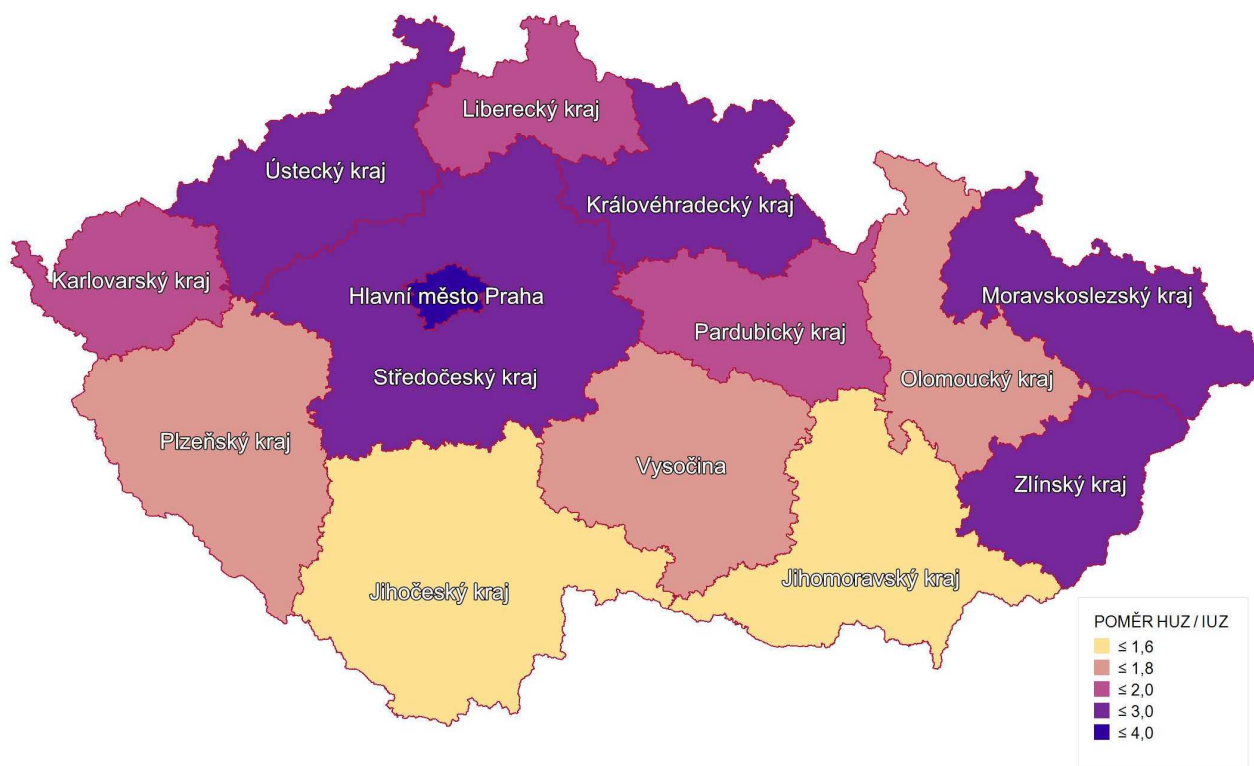 Liberecký kraj
Ústecký kraj
Královéhradecký kraj
Karlovarský kraj
Hlavní město Praha
Moravskoslezský kraj
Pardubický kraj
Středočeský kraj
Olomoucký kraj
Plzeňský kraj
Vysočina
Zlínský kraj
Jihočeský kraj
Jihomoravský kraj
POMĚR HUZ / IUZ
≤ 1,6
≤ 1,8
≤ 2,0
≤ 3,0
≤ 4,0